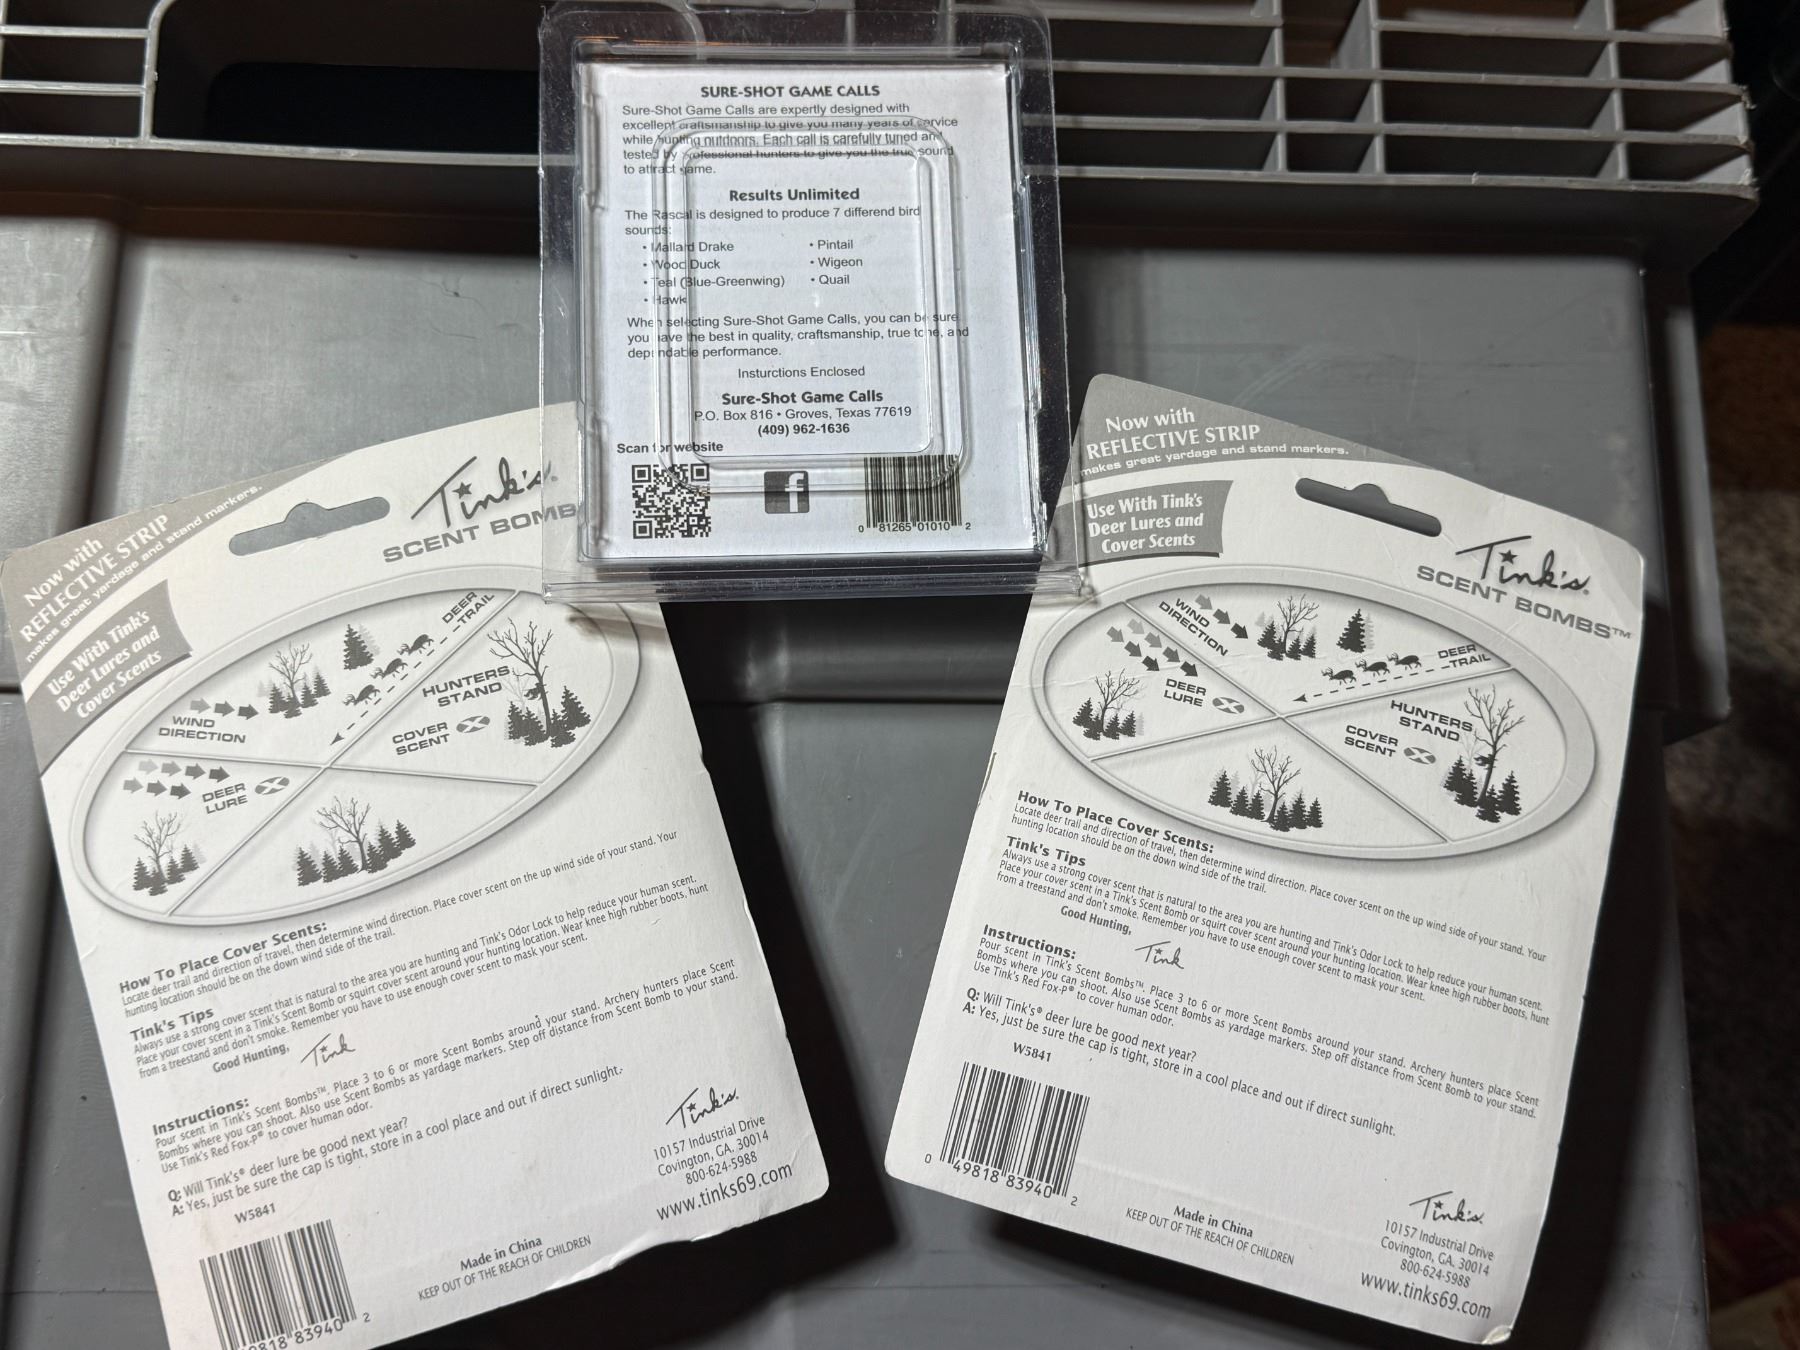 SURE-SHOT GAME CALLS
Sure-Shot Game Calls are expertly designed with
excellent craftsmanship to give you many years of service
while hunting outdoors. Each call is carefully tuned and
tested by professional hunters to give you the true sound
to attract game.
Results Unlimited
The Rascal is designed to produce 7 differend bird
sounds:
• Mallard Drake
• Wood Duck
• Teal (Blue-Greenwing)
• Hawk
• Pintail
• Wigeon
• Quail
When selecting Sure-Shot Game Calls, you can be sure
you have the best in quality, craftsmanship, true tone, and
dependable performance.
Insturctions Enclosed
Sure-Shot Game Calls
P.O. Box 816 • Groves, Texas 77619
(409) 962-1636
Scan for website
f
0 81265 01010 2
Now with
REFLECTIVE STRIP
makes great yardage and stand markers.
Use With Tink's
Deer Lures and
Cover Scents
Tink's.
SCENT BOMB
WIND
DIRECTION
DEER
TRAIL
HUNTERS
STAND
COVER
SCENT
DEER
LURE
How To Place Cover Scents:
Locate deer trail and direction of travel, then determine wind direction. Place cover scent on the up wind side of your stand. Your
hunting location should be on the down wind side of the trail.
Tink's Tips
Always use a strong cover scent that is natural to the area you are hunting and Tink's Odor Lock to help reduce your human scent.
Place your cover scent in a Tink's Scent Bomb or squirt cover scent around your hunting location. Wear knee high rubber boots, hunt
from a treestand and don't smoke. Remember you have to use enough cover scent to mask your scent.
Good Hunting,
Tink
Instructions:
Pour scent in Tink's Scent Bombs™. Place 3 to 6 or more Scent Bombs around your stand. Archery hunters place Scent
Bombs where you can shoot. Also use Scent Bombs as yardage markers. Step off distance from Scent Bomb to your stand.
Use Tink's Red Fox-P® to cover human odor.
Q: Will Tink's® deer lure be good next year?
A: Yes, just be sure the cap is tight, store in a cool place and out if direct sunlight.
W5841
9818 83940 2
Made in China
KEEP OUT OF THE REACH OF CHILDREN
Tink's.
10157 Industrial Drive
Covington, GA. 30014
800-624-5988
www.tinks69.com
Now with
REFLECTIVE STRIP
makes great yardage and stand markers.
Use With Tink's
Deer Lures and
Cover Scents
Tink's.
SCENT BOMBS™
WIND
DIRECTION
DEER
TRAIL
DEER
LURE
HUNTERS
STAND
COVER
SCENT
How To Place Cover Scents:
Locate deer trail and direction of travel, then determine wind direction. Place cover scent on the up wind side of your stand. Your
hunting location should be on the down wind side of the trail.
Tink's Tips
Always use a strong cover scent that is natural to the area you are hunting and Tink's Odor Lock to help reduce your human scent.
Place your cover scent in a Tink's Scent Bomb or squirt cover scent around your hunting location. Wear knee high rubber boots, hunt
from a treestand and don't smoke. Remember you have to use enough cover scent to mask your scent.
Good Hunting,
Tink
Instructions:
Pour scent in Tink's Scent Bombs™. Place 3 to 6 or more Scent Bombs around your stand. Archery hunters place Scent
Bombs where you can shoot. Also use Scent Bombs as yardage markers. Step off distance from Scent Bomb to your stand.
Use Tink's Red Fox-P® to cover human odor.
Q: Will Tink's® deer lure be good next year?
A: Yes, just be sure the cap is tight, store in a cool place and out if direct sunlight.
W5841
0 49818 83940 2
Made in China
KEEP OUT OF THE REACH OF CHILDREN
Tink's.
10157 Industrial Drive
Covington, GA. 30014
800-624-5988
www.tinks69.com